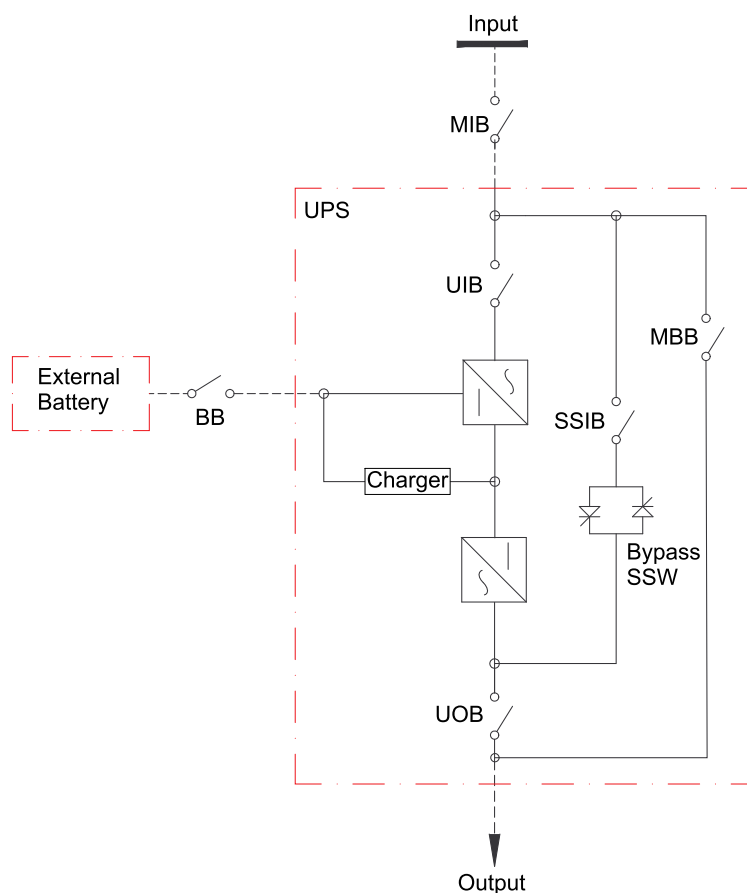 Input
MIB
UPS
UIB
MBB
External
Battery
BB
SSIB
Charger
Bypass
SSW
UOB
Output